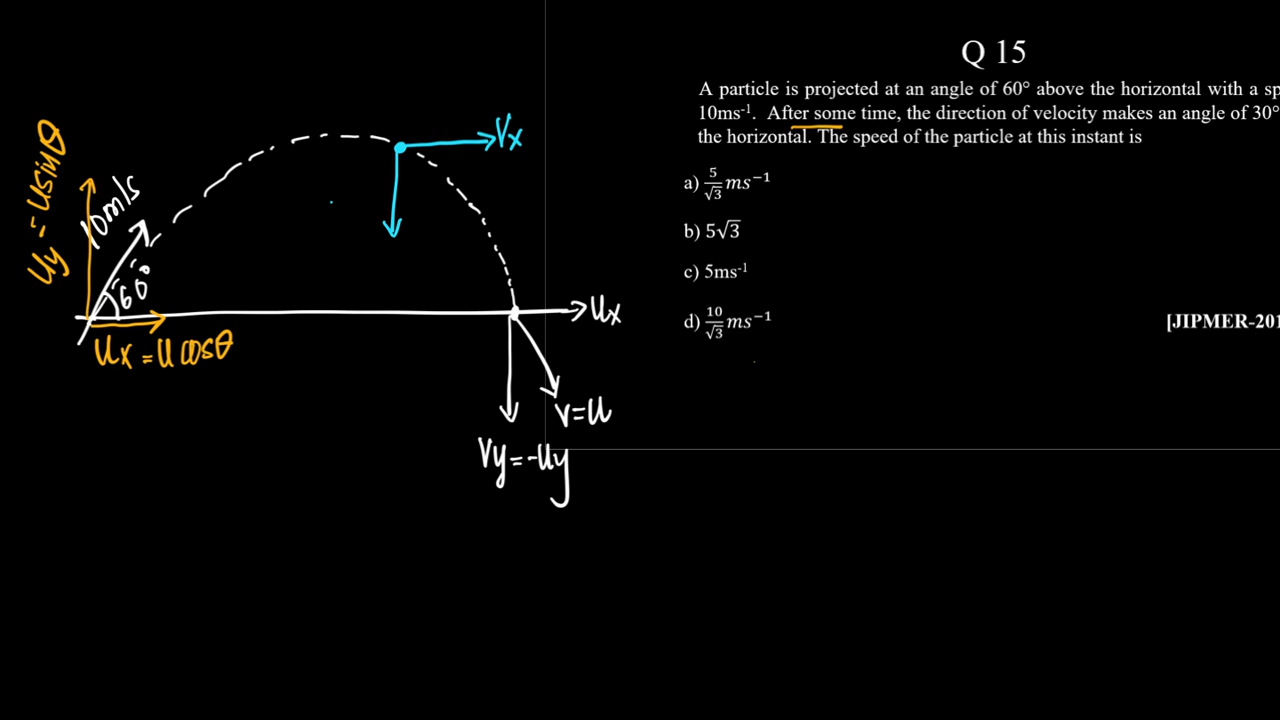 Q 15
A particle is projected at an angle of 60° above the horizontal with a sp
10ms⁻¹. After some time, the direction of velocity makes an angle of 30°
the horizontal. The speed of the particle at this instant is
a) 5/√3 ms⁻¹
b) 5√3
c) 5ms⁻¹
d) 10/√3 ms⁻¹
[JIPMER-201
Uy = Usinθ
10m/s
60°
Ux = U cosθ
Vx
Ux
V=U
Vy=-Uy